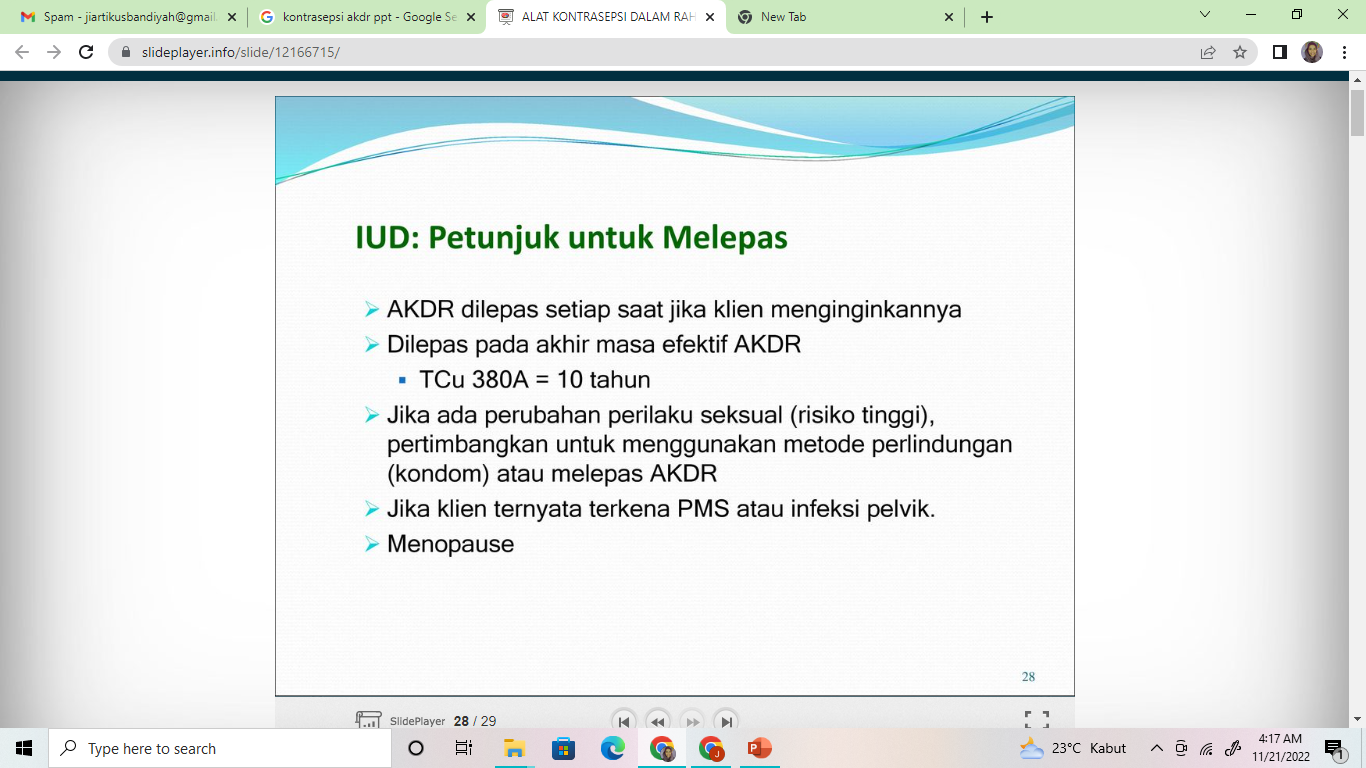 Spam - jiartikusbandiyah@gmail.
kontrasepsi akdr ppt - Google Se
ALAT KONTRASEPSI DALAM RAH
New Tab
slideplayer.info/slide/12166715/
IUD: Petunjuk untuk Melepas
AKDR dilepas setiap saat jika klien menginginkannya
Dilepas pada akhir masa efektif AKDR
TCu 380A = 10 tahun
Jika ada perubahan perilaku seksual (risiko tinggi),
pertimbangkan untuk menggunakan metode perlindungan
(kondom) atau melepas AKDR
Jika klien ternyata terkena PMS atau infeksi pelvik.
Menopause
28
SlidePlayer 28 / 29
Type here to search
23°C Kabut
4:17 AM
11/21/2022
1